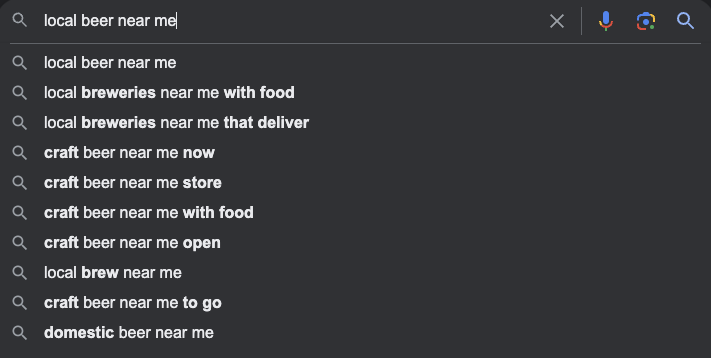 local beer near me
local beer near me
local breweries near me with food
local breweries near me that deliver
craft beer near me now
craft beer near me store
craft beer near me with food
craft beer near me open
local brew near me
craft beer near me to go
domestic beer near me